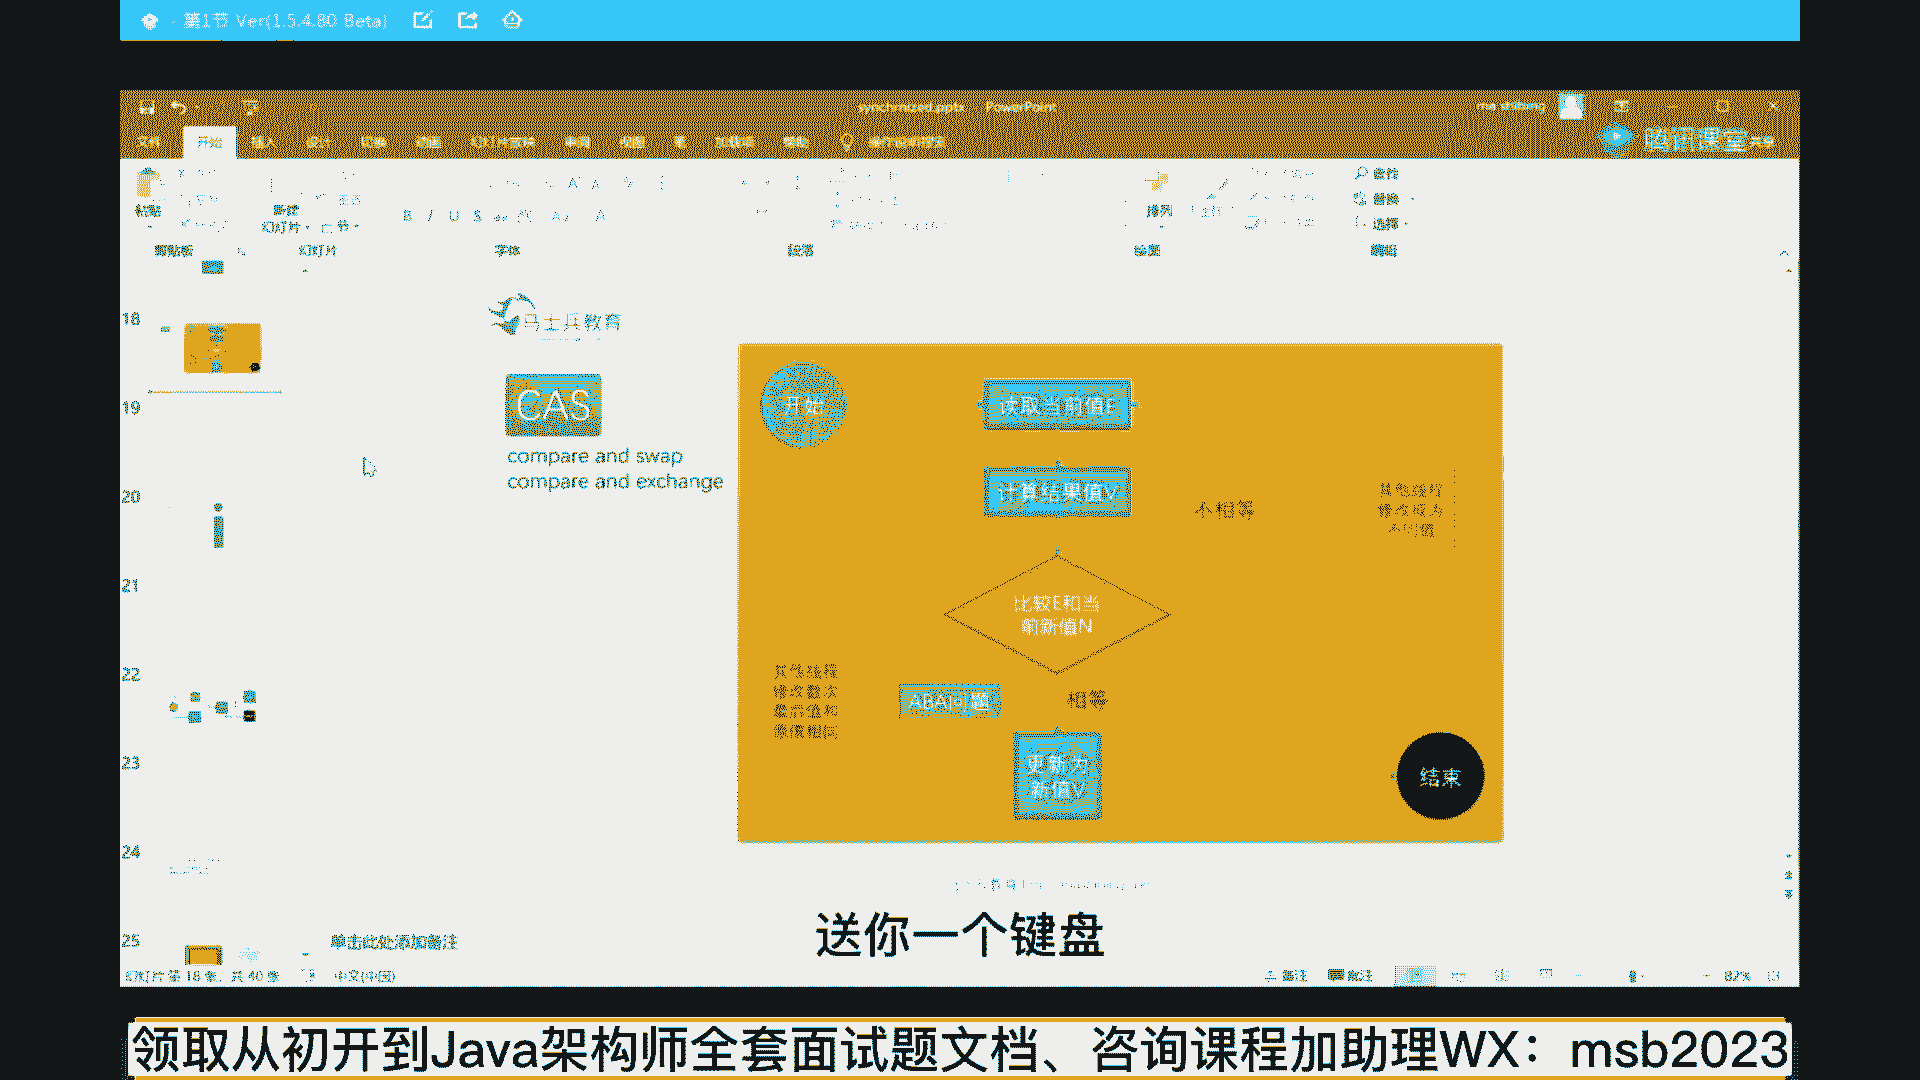 第1节 Ver(1.5.4.80 Beta)
synchronized.pptx - PowerPoint
文件 开始 插入 设计 切换 动画 幻灯片放映 审阅 视图 帮助
腾讯课堂
共享
粘贴
新建
幻灯片
节
排列
查找
替换
选择
剪贴板
幻灯片
字体
段落
绘图
编辑
18
19
20
21
22
23
24
25
马士兵教育
CAS
compare and swap
compare and exchange
开始
读取当前值E
计算结果值V
不相等
其他线程
修改成为
不同值
比较E和当
前新值N
其他线程
修改数次
最后值和
原值相同
ABA问题
相等
更新为
新值V
结束
送你一个键盘
单击此处添加备注
幻灯片 第 18 张，共 40 张
中文(中国)
备注
批注
82%
领取从初开到Java架构师全套面试题文档、咨询课程加助理WX：msb2023